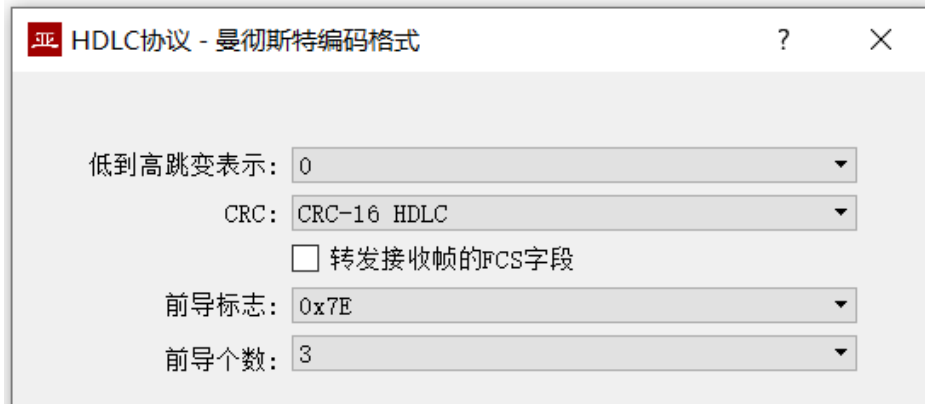 亚 HDLC协议 - 曼彻斯特编码格式 ?
低到高跳变表示: 0
CRC: CRC-16 HDLC
转发接收帧的FCS字段
前导标志: 0x7E
前导个数: 3